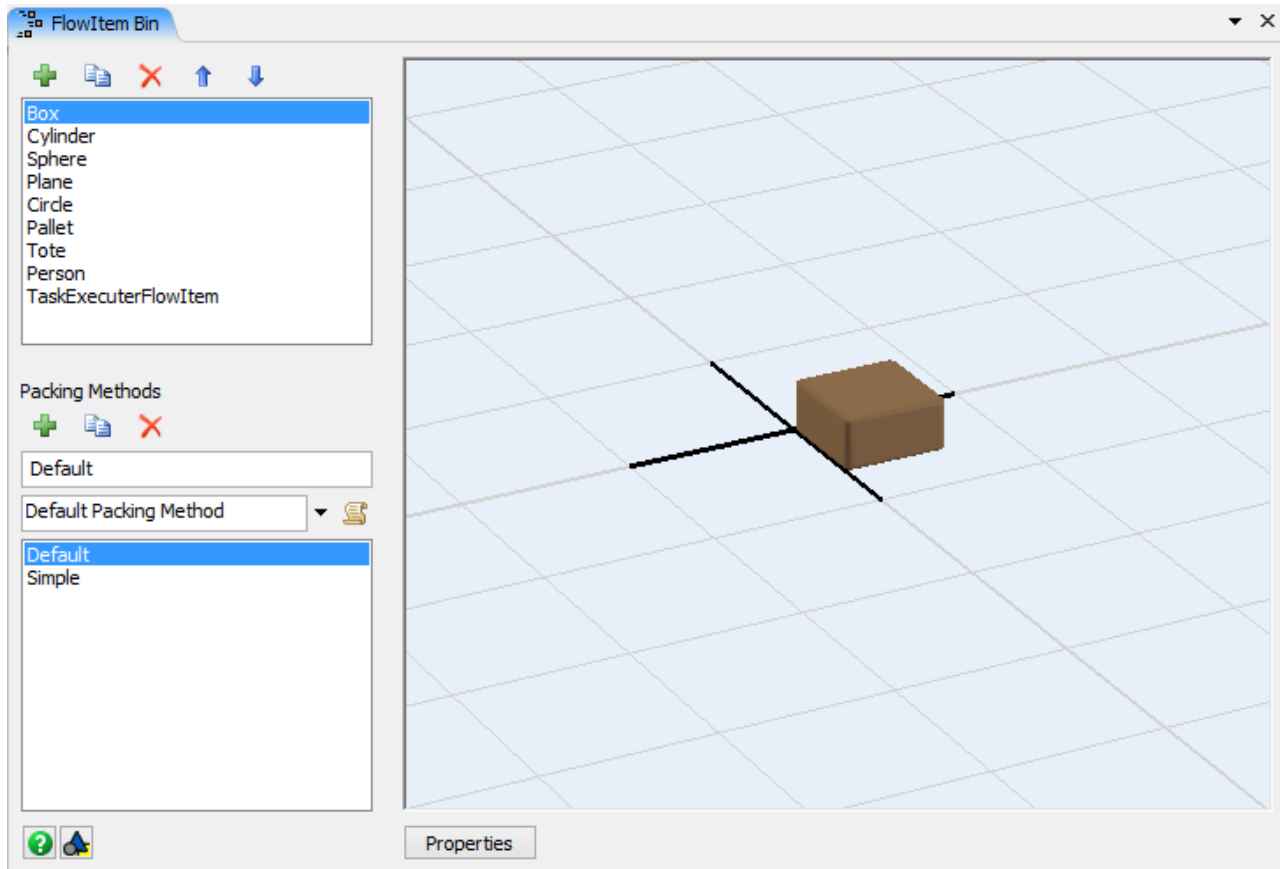 FlowItem Bin
Box
Cylinder
Sphere
Plane
Circle
Pallet
Tote
Person
TaskExecuterFlowItem
Packing Methods
Default
Default Packing Method
Default
Simple
Properties